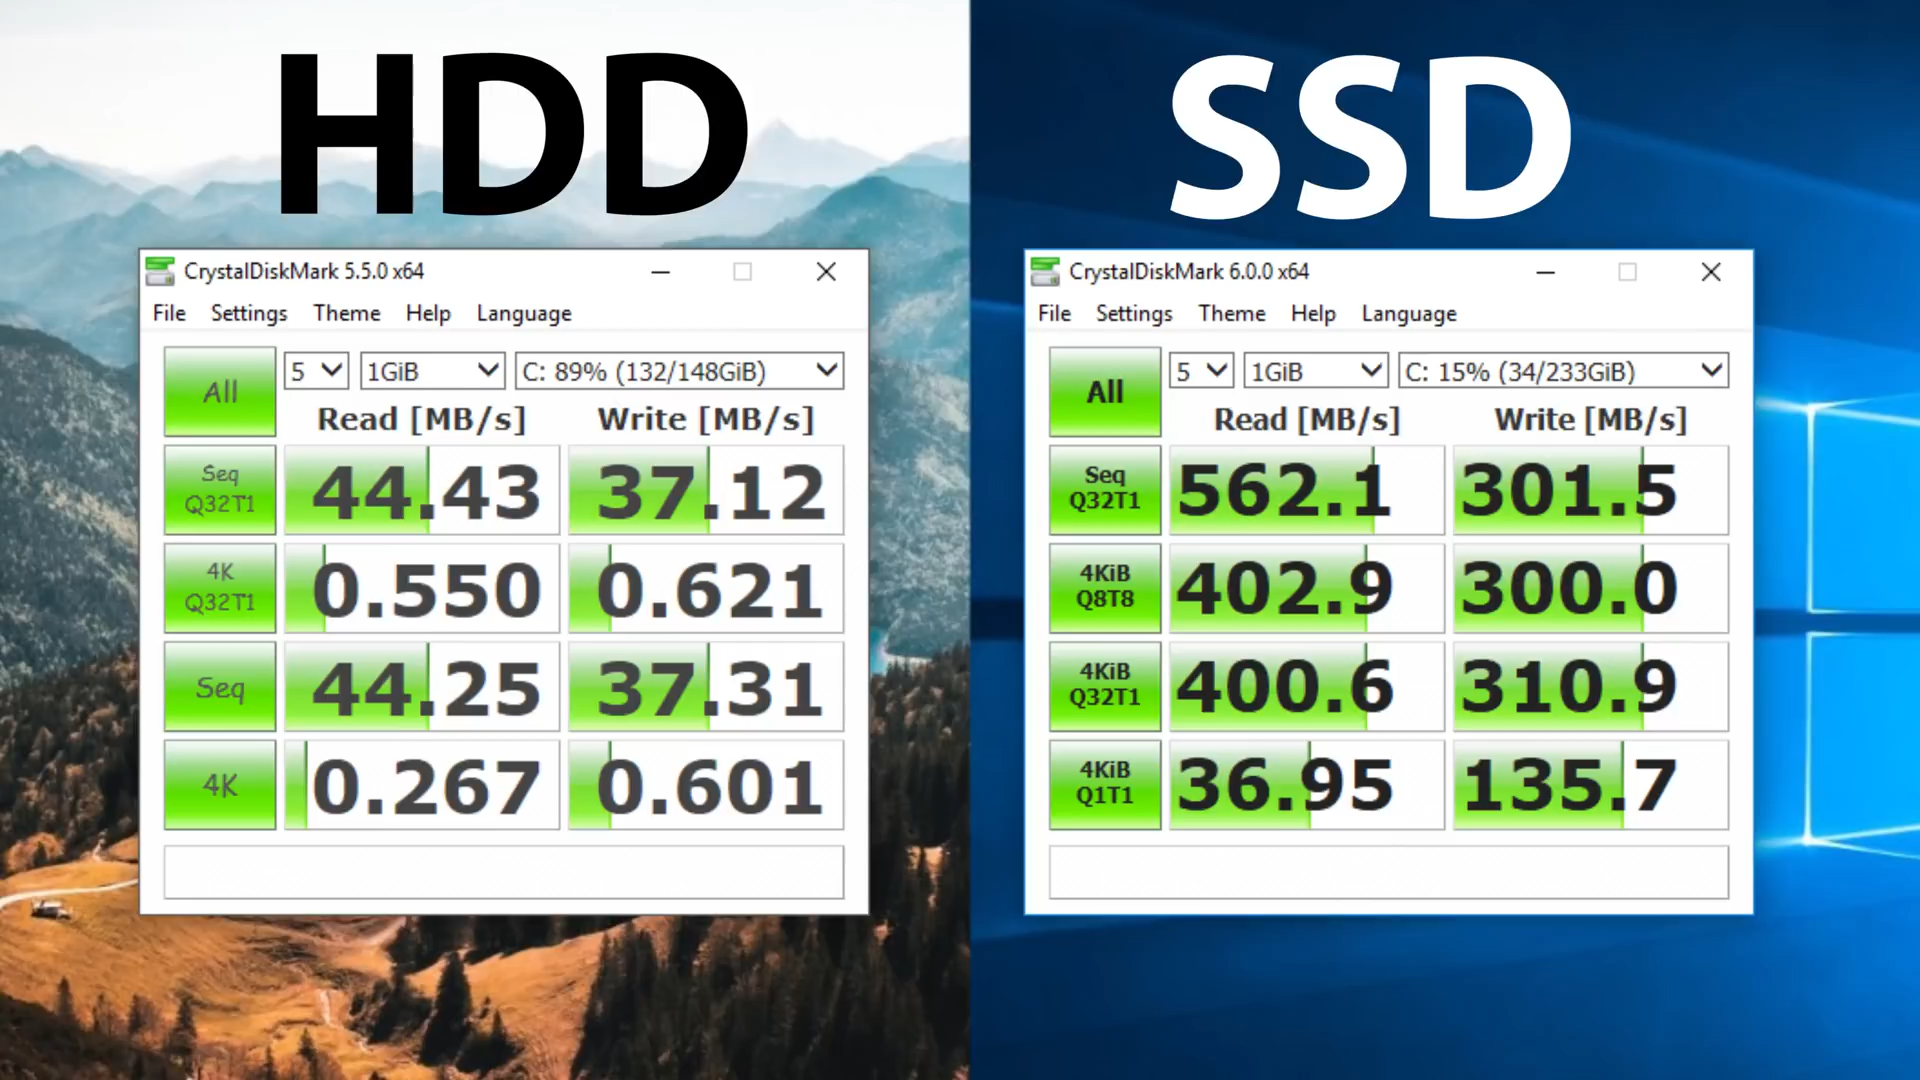 HDD
CrystalDiskMark 5.5.0 x64
File Settings Theme Help Language
All 5 1GiB C: 89% (132/148GiB)
Read [MB/s] Write [MB/s]
Seq Q32T1 44.43 37.12
4K Q32T1 0.550 0.621
Seq 44.25 37.31
4K 0.267 0.601
SSD
CrystalDiskMark 6.0.0 x64
File Settings Theme Help Language
All 5 1GiB C: 15% (34/233GiB)
Read [MB/s] Write [MB/s]
Seq Q32T1 562.1 301.5
4KiB Q8T8 402.9 300.0
4KiB Q32T1 400.6 310.9
4KiB Q1T1 36.95 135.7